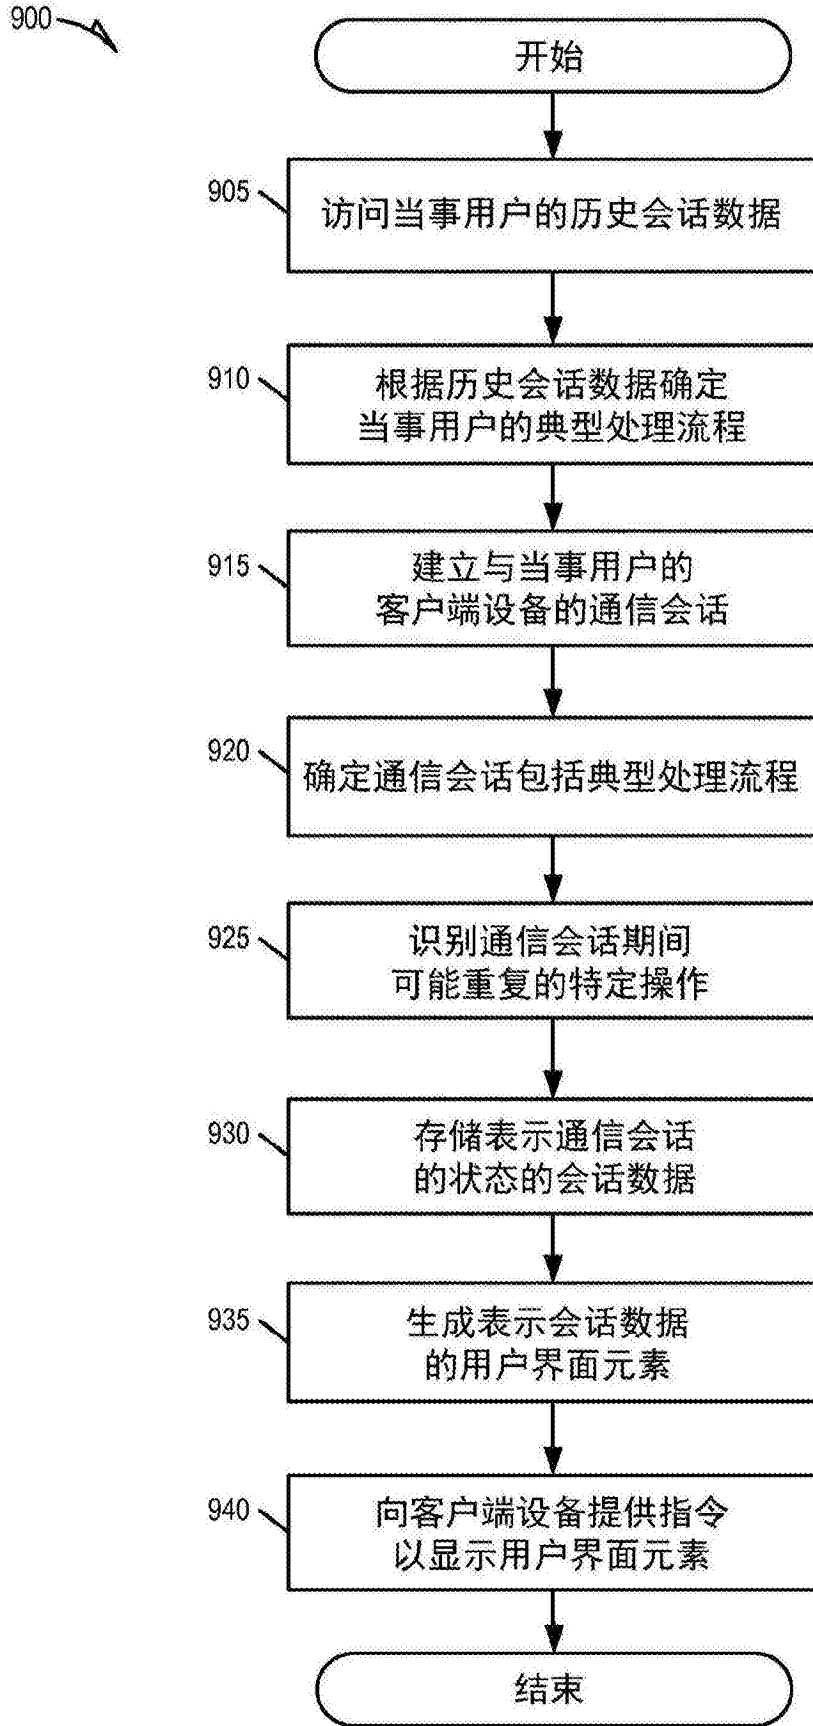 900
开始
905
访问当事用户的历史会话数据
910
根据历史会话数据确定
当事用户的典型处理流程
915
建立与当事用户的
客户端设备的通信会话
920
确定通信会话包括典型处理流程
925
识别通信会话期间
可能重复的特定操作
930
存储表示通信会话
的状态的会话数据
935
生成表示会话数据
的用户界面元素
940
向客户端设备提供指令
以显示用户界面元素
结束